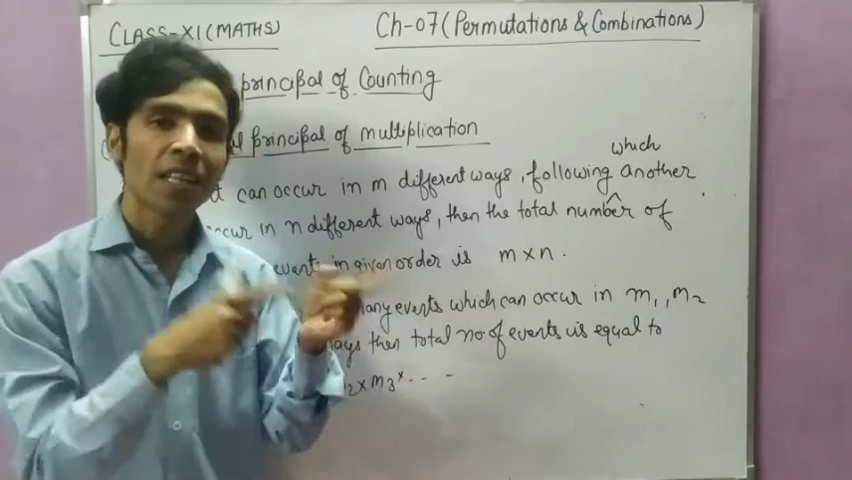 CLASS-XI (MATHS) Ch-07 (Permutations & Combinations)
principal of Counting
principal of multiplication
which
can occur in m different ways, following ^ another
in n different ways, then the total number of
events in given order is m × n.
many events which can occur in m1, m2
ways then total no of events is equal to
2 × m3 × -- -